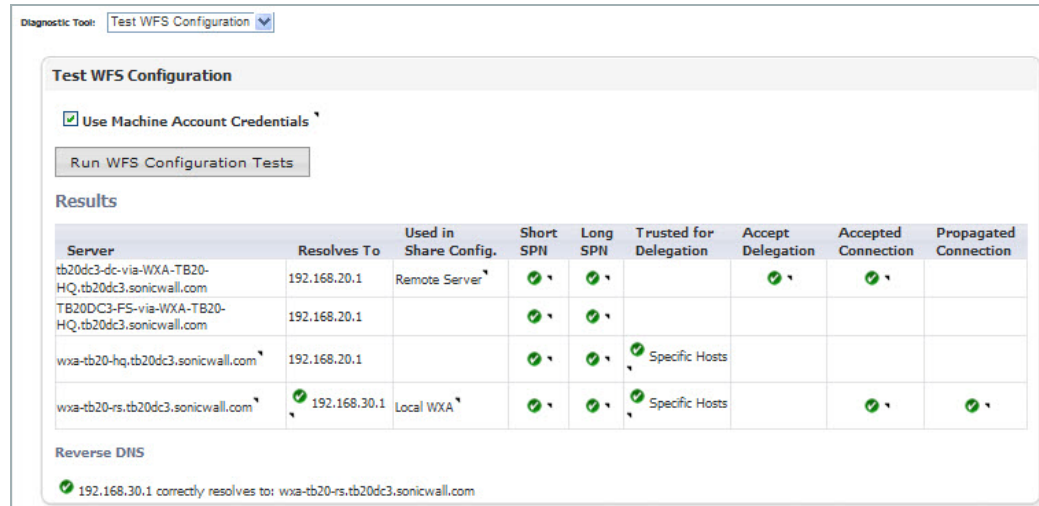 Diagnostic Tool: Test WFS Configuration
Test WFS Configuration
Use Machine Account Credentials
Run WFS Configuration Tests
Results
Server Resolves To Used in Share Config. Short SPN Long SPN Trusted for Delegation Accept Delegation Accepted Connection Propagated Connection
tb20dc3-dc-via-WXA-TB20-HQ.tb20dc3.sonicwall.com 192.168.20.1 Remote Server
TB20DC3-FS-via-WXA-TB20-HQ.tb20dc3.sonicwall.com 192.168.20.1
wxa-tb20-hq.tb20dc3.sonicwall.com 192.168.20.1 Specific Hosts
wxa-tb20-rs.tb20dc3.sonicwall.com 192.168.30.1 Local WXA Specific Hosts
Reverse DNS
192.168.30.1 correctly resolves to: wxa-tb20-rs.tb20dc3.sonicwall.com